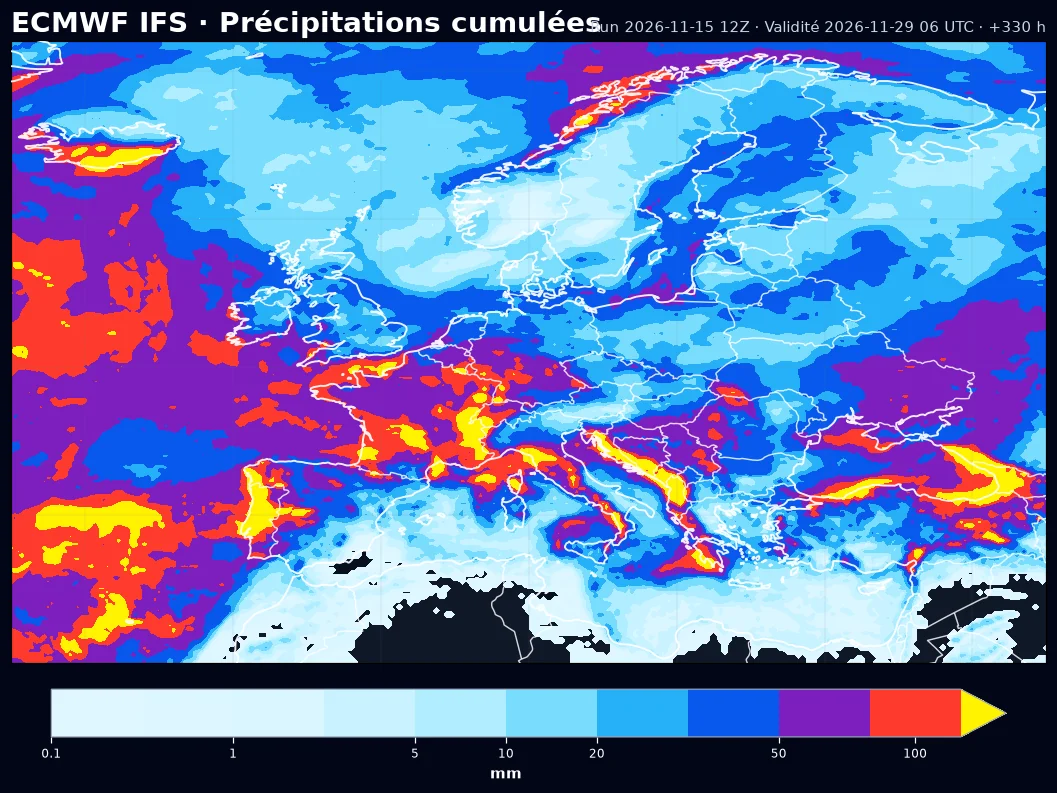 ECMWF IFS · Précipitations cumulées
Run 2026-11-15 12Z · Validité 2026-11-29 06 UTC · +330 h
0.1 1 5 10 20 50 100
mm